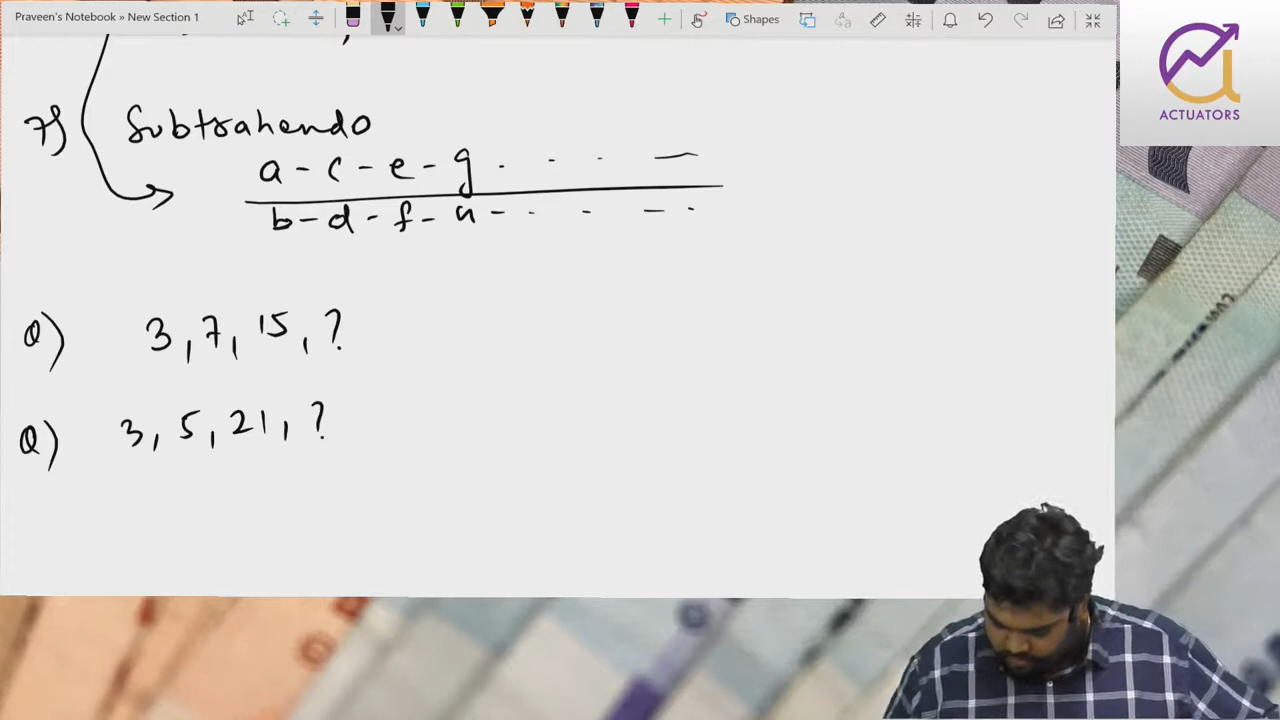 Praveen's Notebook » New Section 1
Shapes
ACTUATORS
7) Subtrahendo
a - c - e - g . . . —
b - d - f - h - . . - .
Q) 3, 7, 15, ?
Q) 3, 5, 21, ?